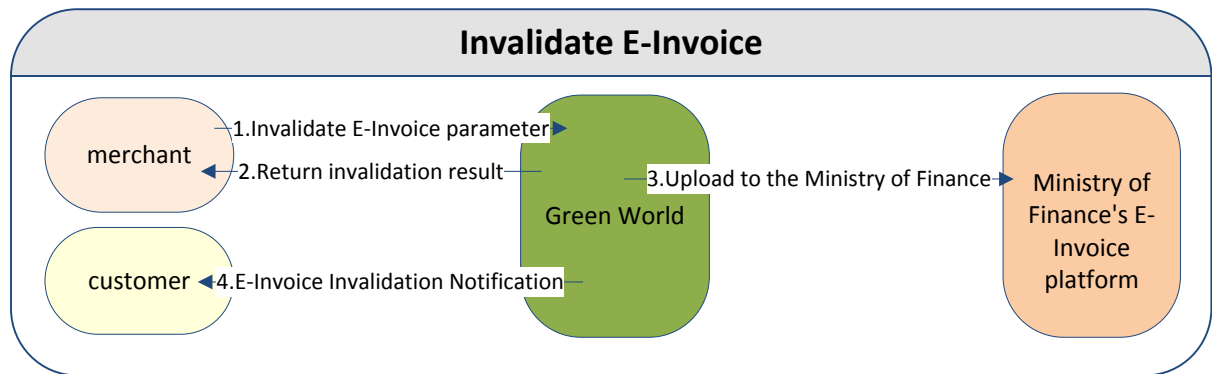 Invalidate E-Invoice
merchant
1.Invalidate E-Invoice parameter
2.Return invalidation result
3.Upload to the Ministry of Finance
Green World
Ministry of
Finance's E-
Invoice
platform
customer
4.E-Invoice Invalidation Notification